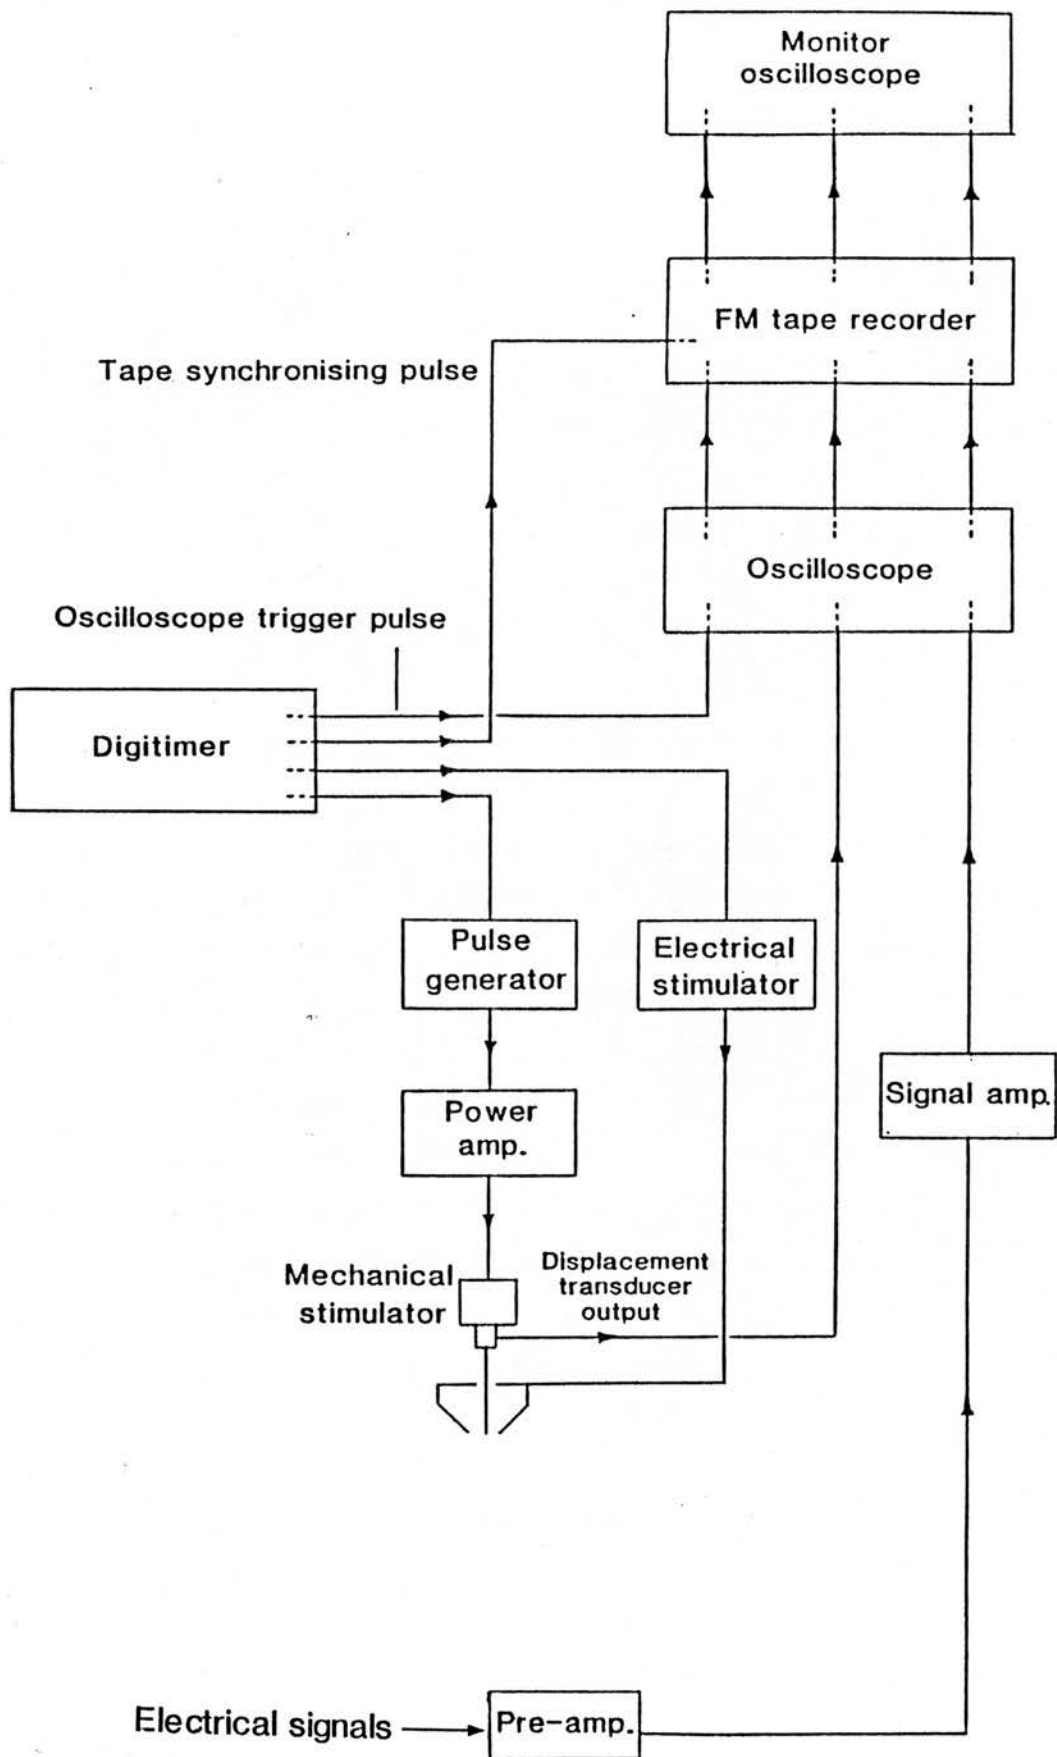 Monitor
oscilloscope
FM tape recorder
Tape synchronising pulse
Oscilloscope
Oscilloscope trigger pulse
Digitimer
Pulse
generator
Electrical
stimulator
Signal amp.
Power
amp.
Mechanical
stimulator
Displacement
transducer
output
Electrical signals
Pre-amp.